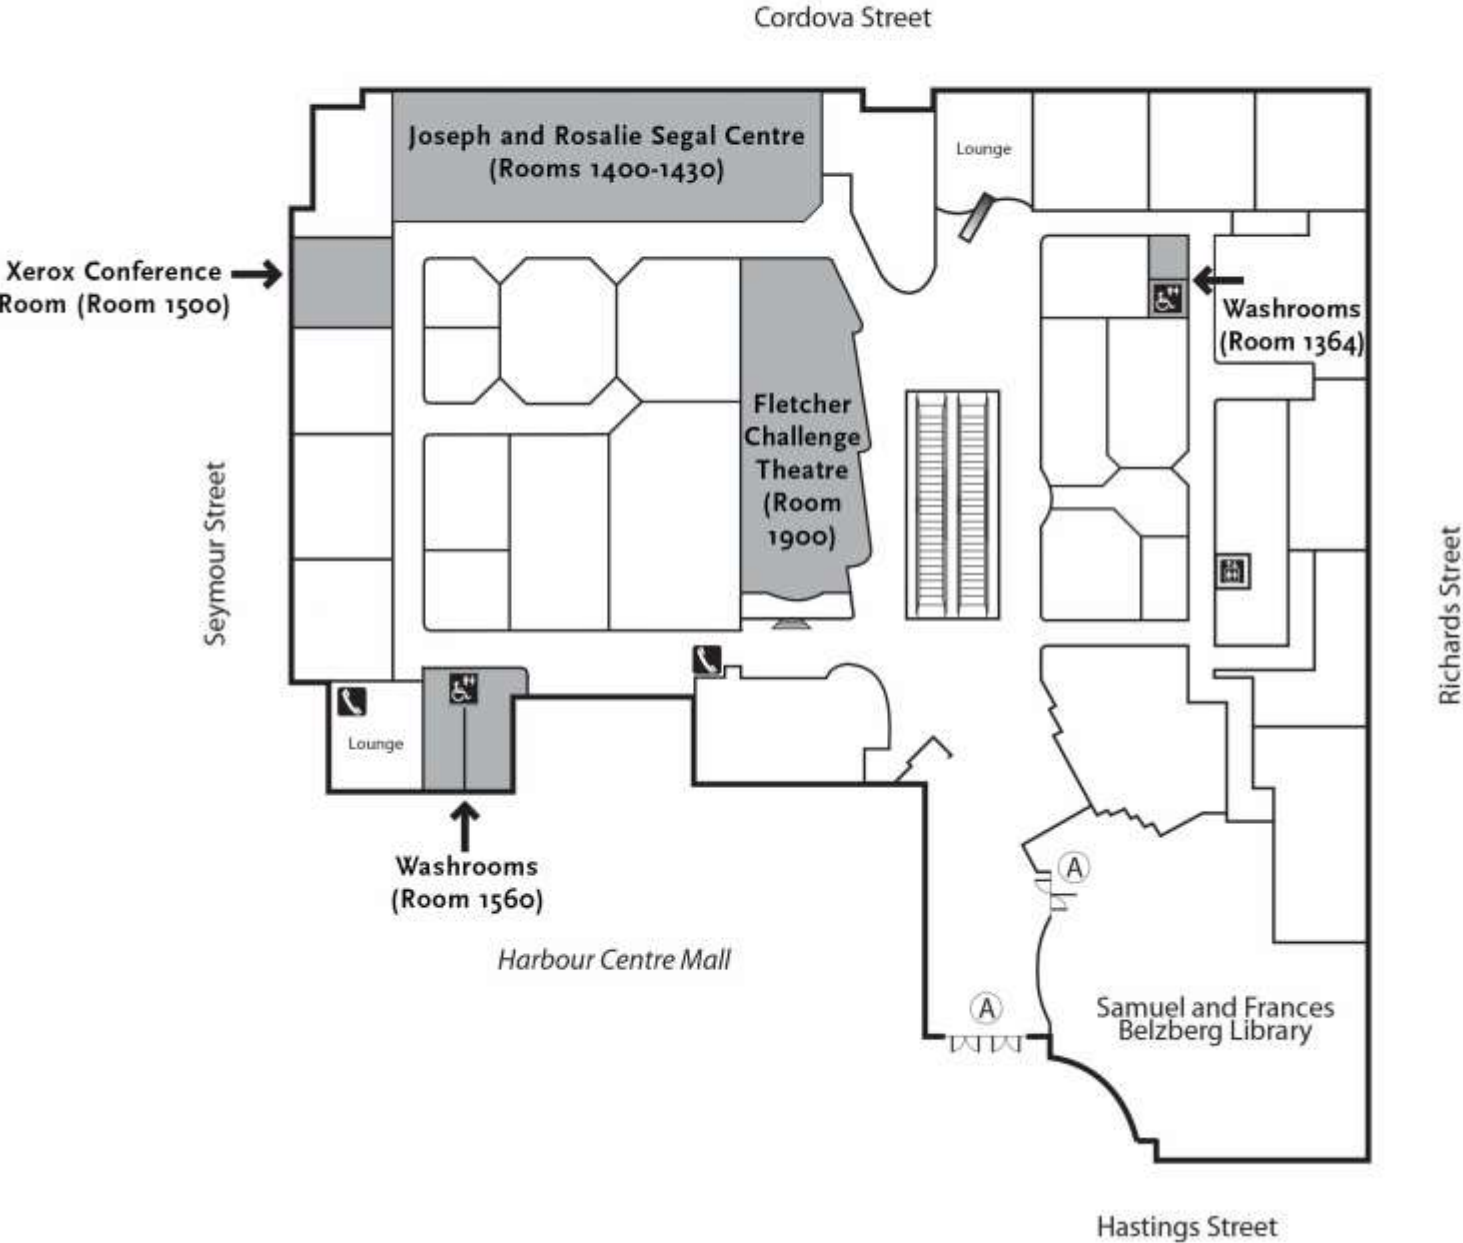 Cordova Street
Joseph and Rosalie Segal Centre
(Rooms 1400-1430)
Lounge
Xerox Conference
Room (Room 1500)
Washrooms
(Room 1364)
Fletcher
Challenge
Theatre
(Room
1900)
Seymour Street
Richards Street
Lounge
Washrooms
(Room 1560)
A
Harbour Centre Mall
A
Samuel and Frances
Belzberg Library
Hastings Street